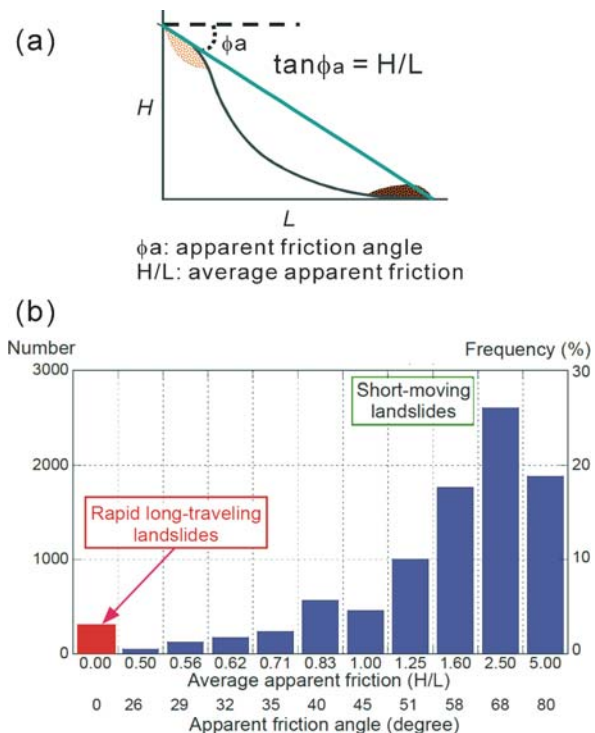 (a)
ϕa
tanϕa = H/L
H
L
ϕa: apparent friction angle
H/L: average apparent friction
(b)
Number Frequency (%)
3000 30
Short-moving
landslides
2000 20
Rapid long-traveling
landslides
1000 10
0 0
0.00 0.50 0.56 0.62 0.71 0.83 1.00 1.25 1.60 2.50 5.00
Average apparent friction (H/L)
0 26 29 32 35 40 45 51 58 68 80
Apparent friction angle (degree)